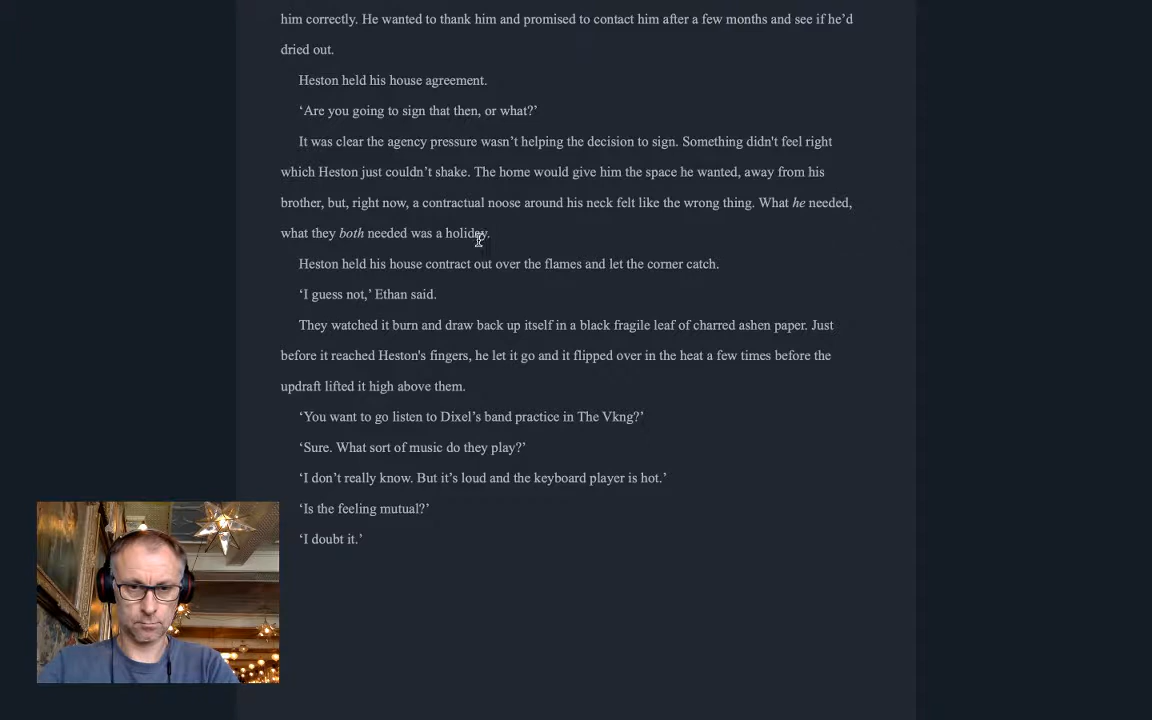 him correctly. He wanted to thank him and promised to contact him after a few months and see if he’d
dried out.
Heston held his house agreement.
‘Are you going to sign that then, or what?’
It was clear the agency pressure wasn’t helping the decision to sign. Something didn't feel right
which Heston just couldn’t shake. The home would give him the space he wanted, away from his
brother, but, right now, a contractual noose around his neck felt like the wrong thing. What he needed,
what they both needed was a holiday.
Heston held his house contract out over the flames and let the corner catch.
‘I guess not,’ Ethan said.
They watched it burn and draw back up itself in a black fragile leaf of charred ashen paper. Just
before it reached Heston's fingers, he let it go and it flipped over in the heat a few times before the
updraft lifted it high above them.
‘You want to go listen to Dixel’s band practice in The Vkng?’
‘Sure. What sort of music do they play?’
‘I don’t really know. But it’s loud and the keyboard player is hot.’
‘Is the feeling mutual?’
‘I doubt it.’